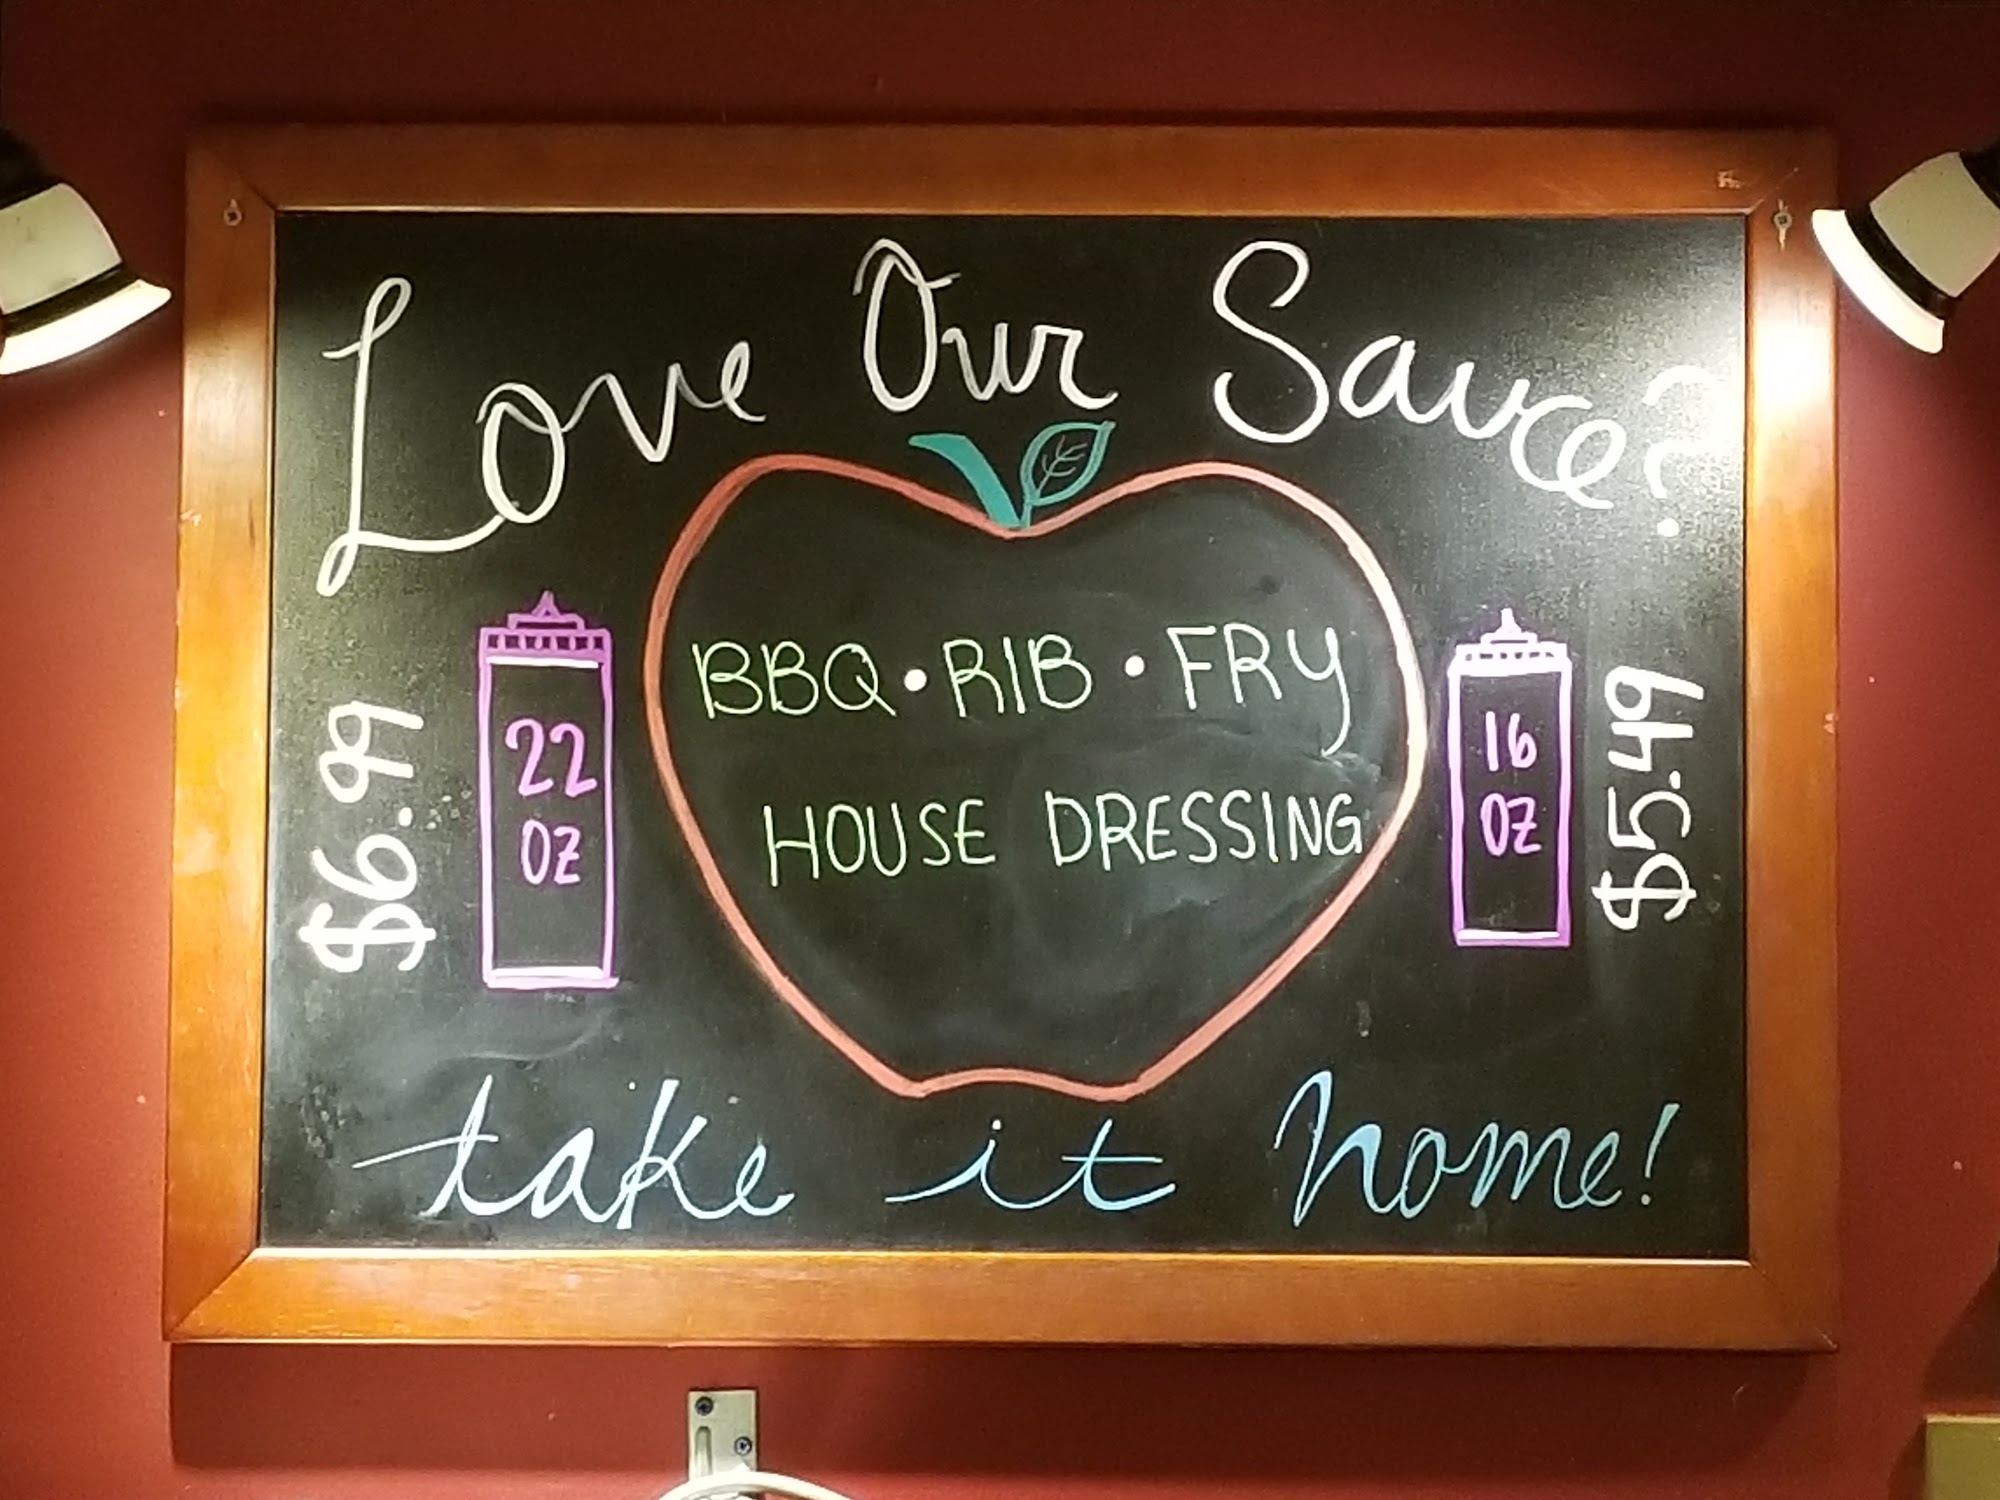 Love Our Sauce?
BBQ • RIB • FRY
HOUSE DRESSING
$6.99
22
OZ
16
OZ
$5.49
take it home!